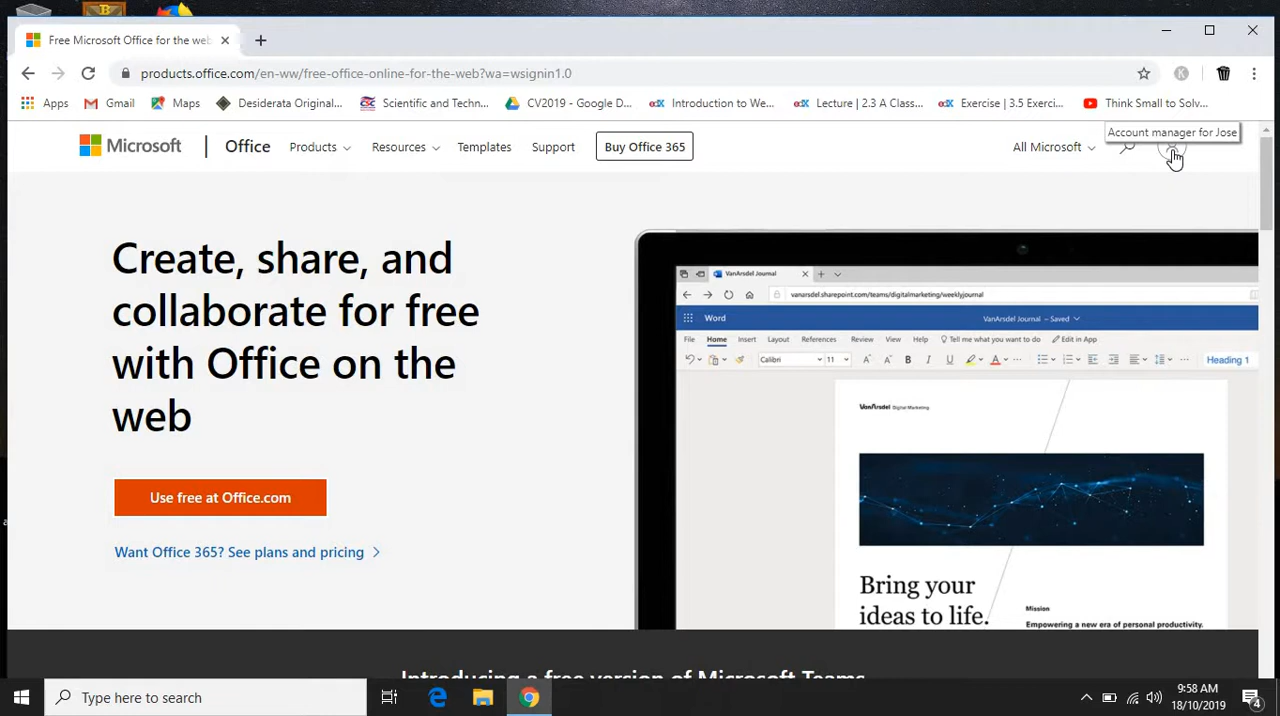 Free Microsoft Office for the web
products.office.com/en-ww/free-office-online-for-the-web?wa=wsignin1.0
K
Apps Gmail Maps Desiderata Original... Scientific and Techn... CV2019 - Google D... Introduction to We... Lecture | 2.3 A Class... Exercise | 3.5 Exerci... Think Small to Solv...
Account manager for Jose
Microsoft Office Products Resources Templates Support Buy Office 365 All Microsoft
Create, share, and
collaborate for free
with Office on the
web
Use free at Office.com
Want Office 365? See plans and pricing
VanArsdel Journal
vanarsdel.sharepoint.com/teams/digitalmarketing/weeklyjournal
Word VanArsdel Journal – Saved
File Home Insert Layout References Review View Help Tell me what you want to do Edit in App
Calibri 11 A A B I U A Heading 1
VanArsdel Digital Marketing
Bring your
ideas to life.
Mission
Empowering a new era of personal productivity.
Introducing a free version of Microsoft Teams
Type here to search
9:58 AM
18/10/2019
4